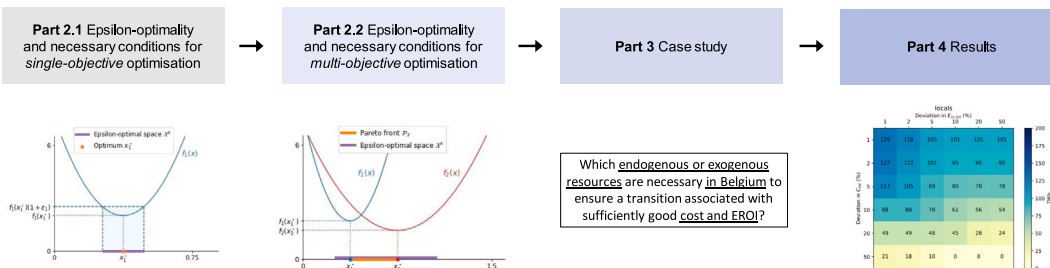 Part 2.1 Epsilon-optimality
and necessary conditions for
single-objective optimisation
Part 2.2 Epsilon-optimality
and necessary conditions for
multi-objective optimisation
Part 3 Case study
Part 4 Results
Epsilon-optimal space 𝒳^ε
Optimum x₁*
f₁(x)
6
f₁(x₁*)(1 + ε₁)
f₁(x₁*)
0
0
x₁*
0.75
Pareto front
Epsilon-optimal space 𝒳^ε
f₁(x)
f₂(x)
6
f₁(x₁*)
f₂(x₂*)
0
0
x₁*
x₂*
1.5
Which endogenous or exogenous
resources are necessary in Belgium to
ensure a transition associated with
sufficiently good cost and EROI?
locals
Deviation in (%)
1 2 5 10 20 50
Deviation in (%)
1 129 118 105 101 101 101
2 127 112 101 95 95 95
5 117 105 89 80 78 78
10 88 88 78 61 56 54
20 49 49 48 45 28 24
50 21 18 10 0 0 0
200
175
150
125
100
75
50
25
0
TWh